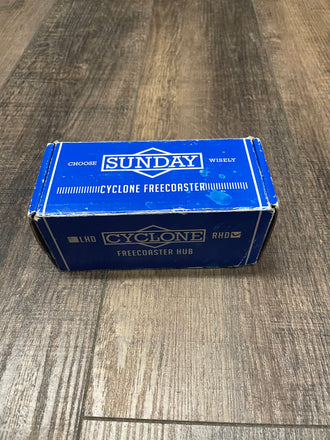 CHOOSE SUNDAY WISELY
CYCLONE FREECOASTER
LHD CYCLONE RHD
FREECOASTER HUB